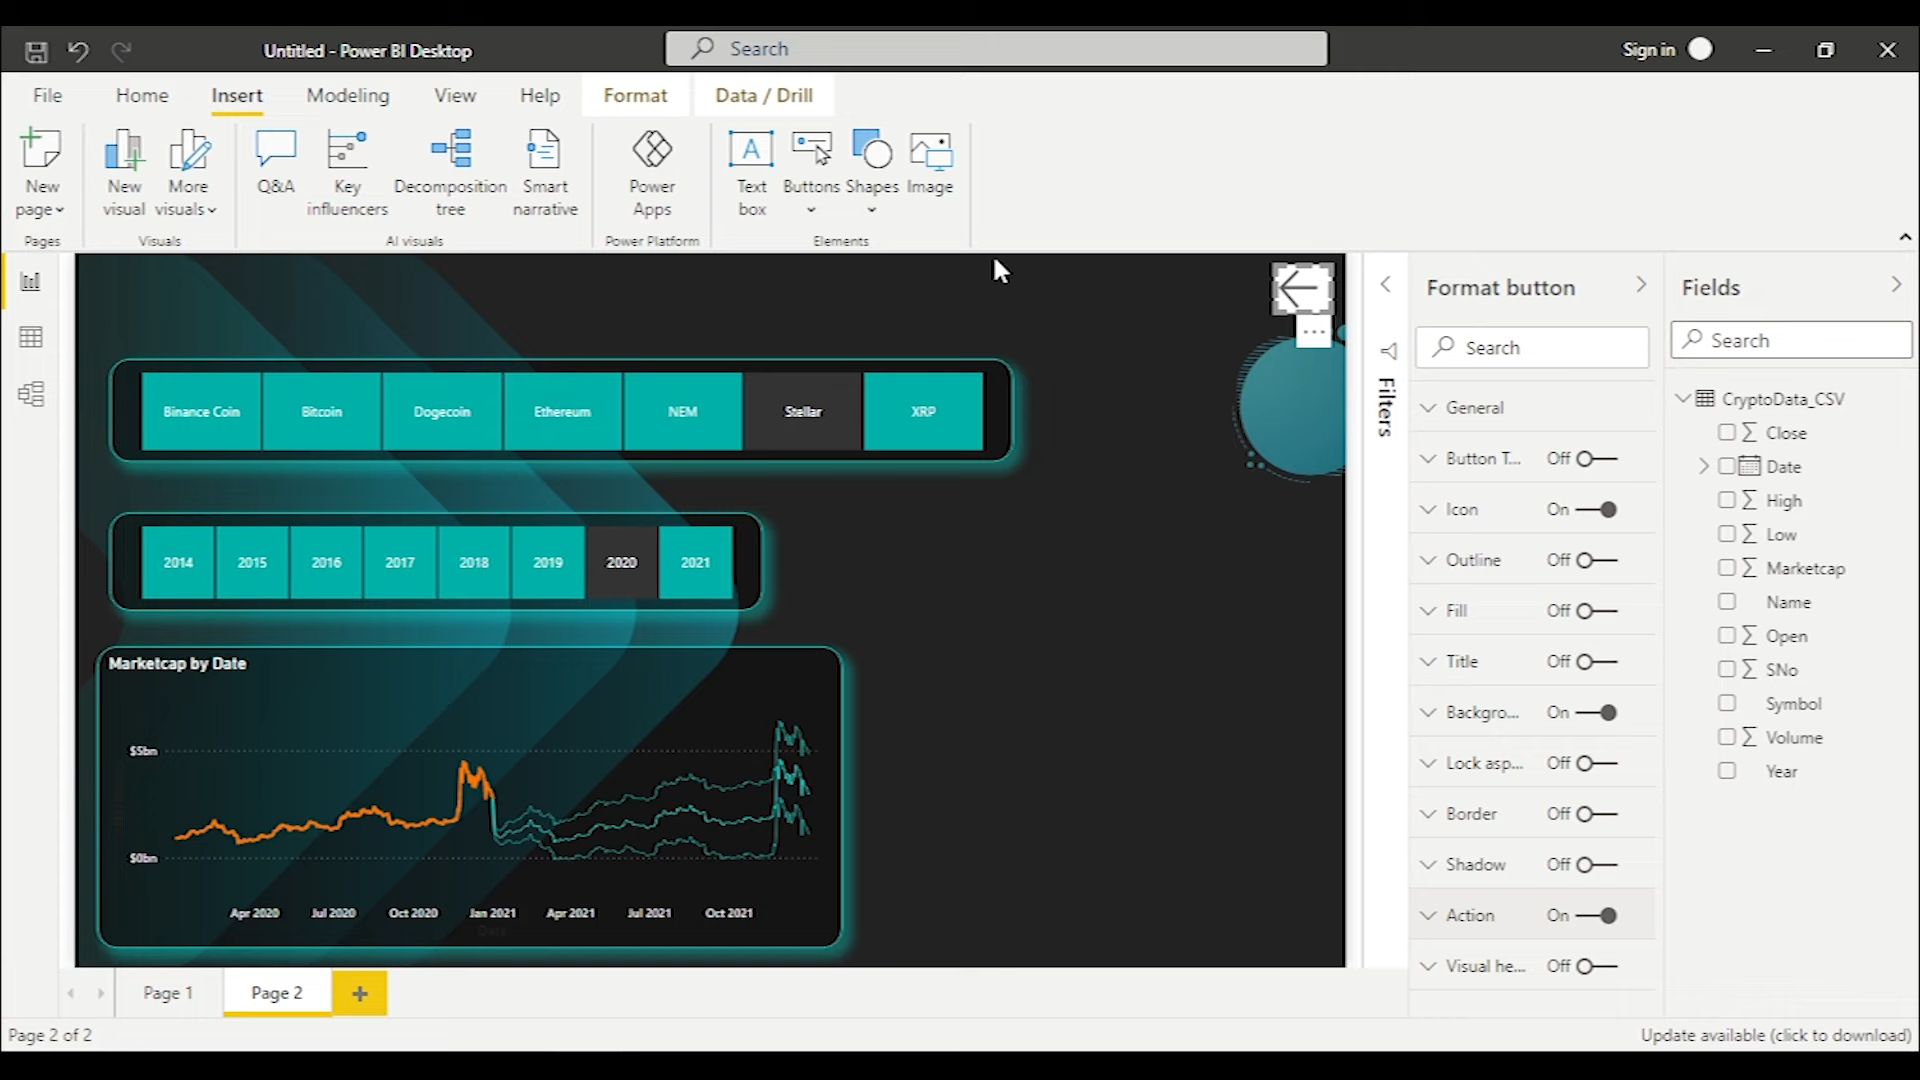 Untitled - Power BI Desktop
Search
Sign in
File
Home
Insert
Modeling
View
Help
Format
Data / Drill
New page
New visual
More visuals
Q&A
Key influencers
Decomposition tree
Smart narrative
Power Apps
Text box
Buttons
Shapes
Image
Pages
Visuals
AI visuals
Power Platform
Elements
Binance Coin
Bitcoin
Dogecoin
Ethereum
NEM
Stellar
XRP
2014
2015
2016
2017
2018
2019
2020
2021
Marketcap by Date
$5bn
$0bn
Apr 2020
Jul 2020
Oct 2020
Jan 2021
Apr 2021
Jul 2021
Oct 2021
Date
Filters
Format button
Search
General
Button T... Off
Icon On
Outline Off
Fill Off
Title Off
Backgro... On
Lock asp... Off
Border Off
Shadow Off
Action On
Visual he... Off
Fields
Search
CryptoData_CSV
Close
Date
High
Low
Marketcap
Name
Open
SNo
Symbol
Volume
Year
Page 1
Page 2
Page 2 of 2
Update available (click to download)